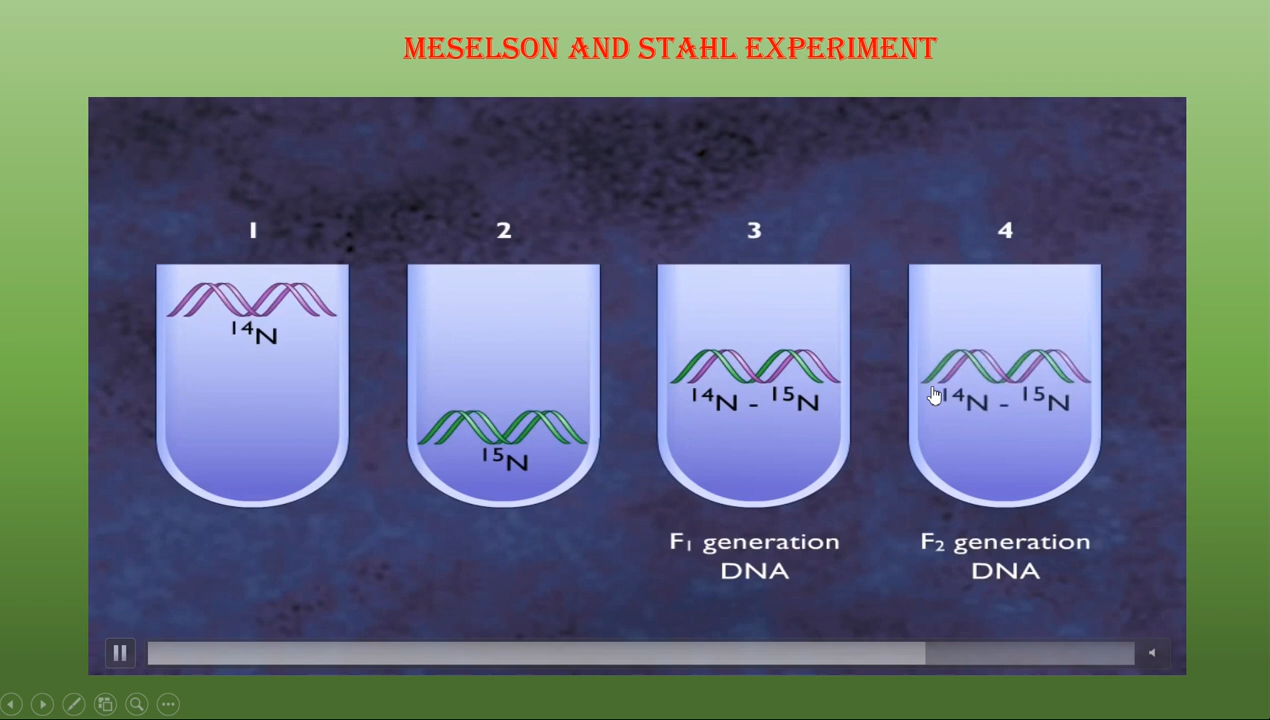 MESELSON AND STAHL EXPERIMENT
1 2 3 4
¹⁴N
¹⁵N
¹⁴N - ¹⁵N
¹⁴N - ¹⁵N
F₁ generation
DNA
F₂ generation
DNA